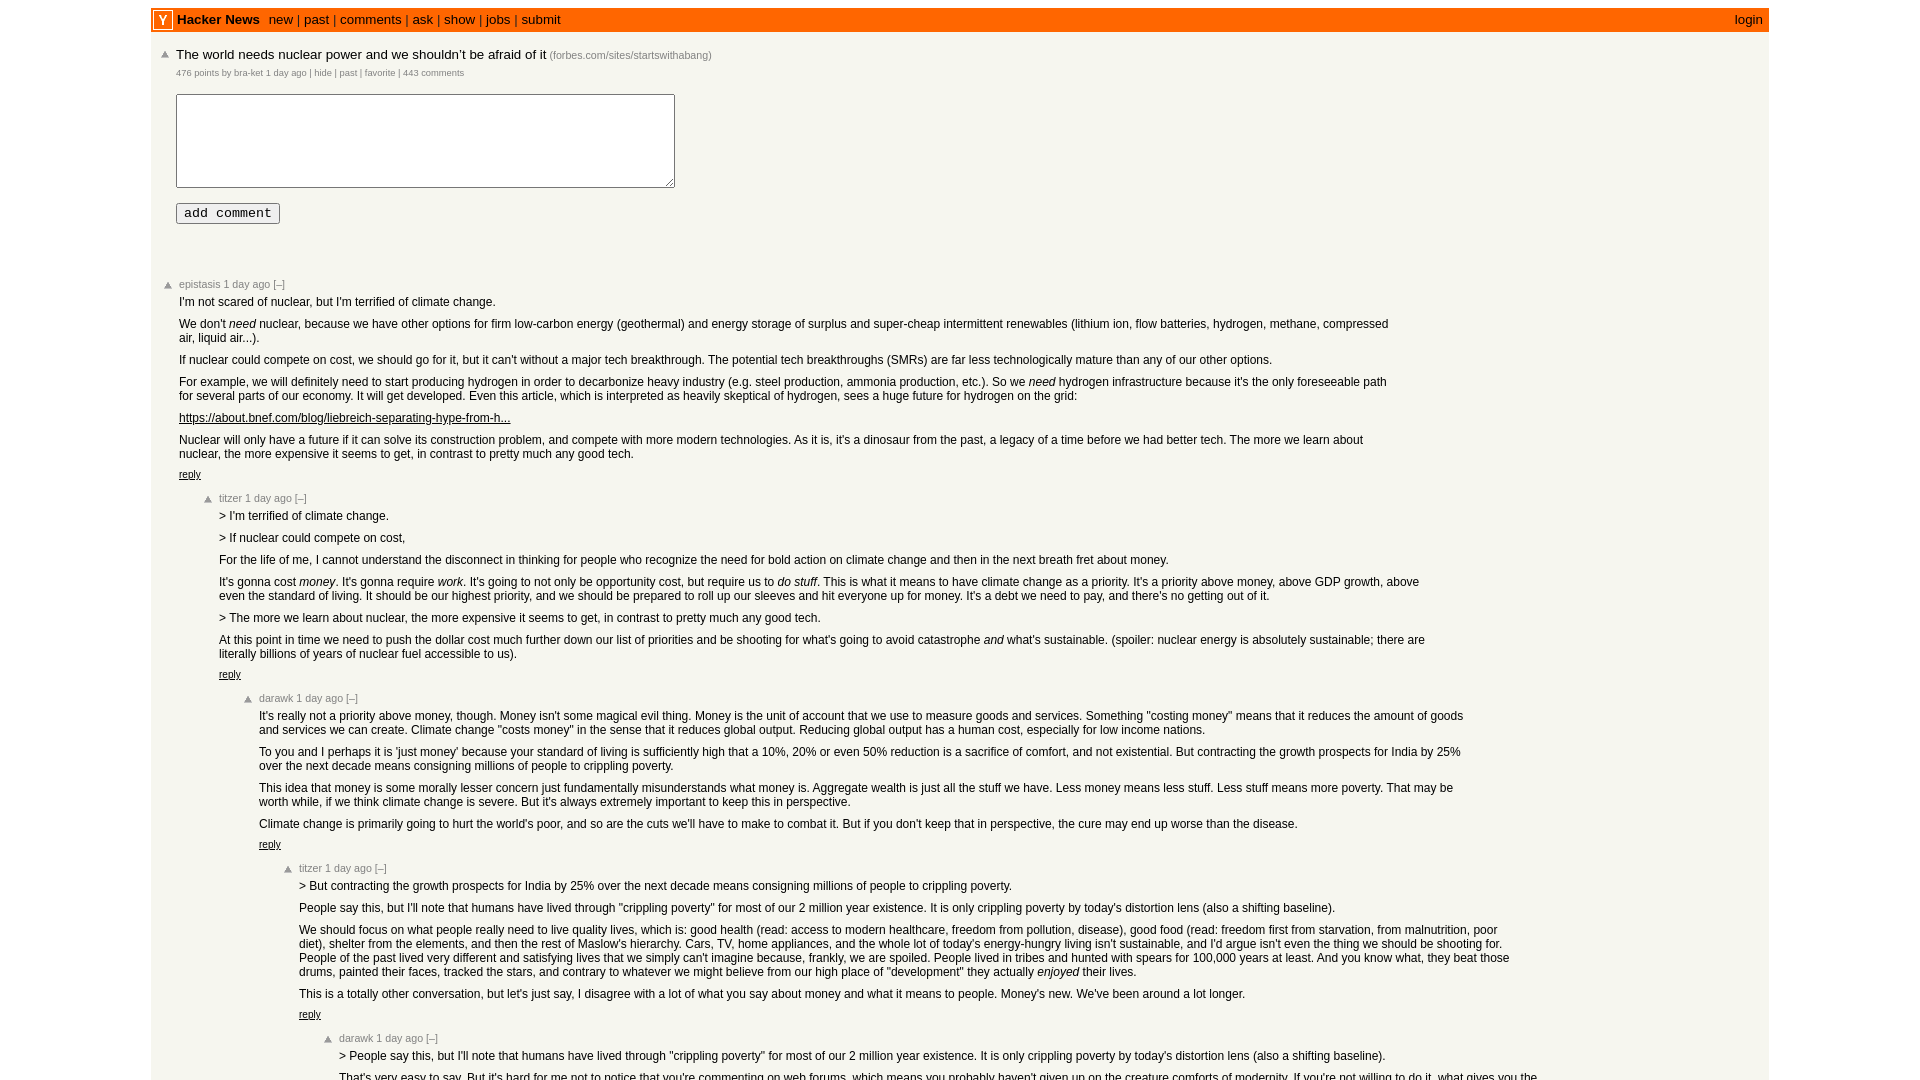 Y Hacker News new | past | comments | ask | show | jobs | submit login
The world needs nuclear power and we shouldn’t be afraid of it (forbes.com/sites/startswithabang)
476 points by bra-ket 1 day ago | hide | past | favorite | 443 comments
add comment
epistasis 1 day ago [–]
I'm not scared of nuclear, but I'm terrified of climate change.
We don't need nuclear, because we have other options for firm low-carbon energy (geothermal) and energy storage of surplus and super-cheap intermittent renewables (lithium ion, flow batteries, hydrogen, methane, compressed
air, liquid air...).
If nuclear could compete on cost, we should go for it, but it can't without a major tech breakthrough. The potential tech breakthroughs (SMRs) are far less technologically mature than any of our other options.
For example, we will definitely need to start producing hydrogen in order to decarbonize heavy industry (e.g. steel production, ammonia production, etc.). So we need hydrogen infrastructure because it's the only foreseeable path
for several parts of our economy. It will get developed. Even this article, which is interpreted as heavily skeptical of hydrogen, sees a huge future for hydrogen on the grid:
https://about.bnef.com/blog/liebreich-separating-hype-from-h...
Nuclear will only have a future if it can solve its construction problem, and compete with more modern technologies. As it is, it's a dinosaur from the past, a legacy of a time before we had better tech. The more we learn about
nuclear, the more expensive it seems to get, in contrast to pretty much any good tech.
reply
titzer 1 day ago [–]
> I'm terrified of climate change.
> If nuclear could compete on cost,
For the life of me, I cannot understand the disconnect in thinking for people who recognize the need for bold action on climate change and then in the next breath fret about money.
It's gonna cost money. It's gonna require work. It's going to not only be opportunity cost, but require us to do stuff. This is what it means to have climate change as a priority. It's a priority above money, above GDP growth, above
even the standard of living. It should be our highest priority, and we should be prepared to roll up our sleeves and hit everyone up for money. It's a debt we need to pay, and there's no getting out of it.
> The more we learn about nuclear, the more expensive it seems to get, in contrast to pretty much any good tech.
At this point in time we need to push the dollar cost much further down our list of priorities and be shooting for what's going to avoid catastrophe and what's sustainable. (spoiler: nuclear energy is absolutely sustainable; there are
literally billions of years of nuclear fuel accessible to us).
reply
darawk 1 day ago [–]
It's really not a priority above money, though. Money isn't some magical evil thing. Money is the unit of account that we use to measure goods and services. Something "costing money" means that it reduces the amount of goods
and services we can create. Climate change "costs money" in the sense that it reduces global output. Reducing global output has a human cost, especially for low income nations.
To you and I perhaps it is 'just money' because your standard of living is sufficiently high that a 10%, 20% or even 50% reduction is a sacrifice of comfort, and not existential. But contracting the growth prospects for India by 25%
over the next decade means consigning millions of people to crippling poverty.
This idea that money is some morally lesser concern just fundamentally misunderstands what money is. Aggregate wealth is just all the stuff we have. Less money means less stuff. Less stuff means more poverty. That may be
worth while, if we think climate change is severe. But it's always extremely important to keep this in perspective.
Climate change is primarily going to hurt the world's poor, and so are the cuts we'll have to make to combat it. But if you don't keep that in perspective, the cure may end up worse than the disease.
reply
titzer 1 day ago [–]
> But contracting the growth prospects for India by 25% over the next decade means consigning millions of people to crippling poverty.
People say this, but I'll note that humans have lived through "crippling poverty" for most of our 2 million year existence. It is only crippling poverty by today's distortion lens (also a shifting baseline).
We should focus on what people really need to live quality lives, which is: good health (read: access to modern healthcare, freedom from pollution, disease), good food (read: freedom first from starvation, from malnutrition, poor
diet), shelter from the elements, and then the rest of Maslow's hierarchy. Cars, TV, home appliances, and the whole lot of today's energy-hungry living isn't sustainable, and I'd argue isn't even the thing we should be shooting for.
People of the past lived very different and satisfying lives that we simply can't imagine because, frankly, we are spoiled. People lived in tribes and hunted with spears for 100,000 years at least. And you know what, they beat those
drums, painted their faces, tracked the stars, and contrary to whatever we might believe from our high place of "development" they actually enjoyed their lives.
This is a totally other conversation, but let's just say, I disagree with a lot of what you say about money and what it means to people. Money's new. We've been around a lot longer.
reply
darawk 1 day ago [–]
> People say this, but I'll note that humans have lived through "crippling poverty" for most of our 2 million year existence. It is only crippling poverty by today's distortion lens (also a shifting baseline).
That's very easy to say. But it's hard for me not to notice that you're commenting on web forums, which means you probably haven't given up on the creature comforts of modernity. If you're not willing to do it, what gives you the